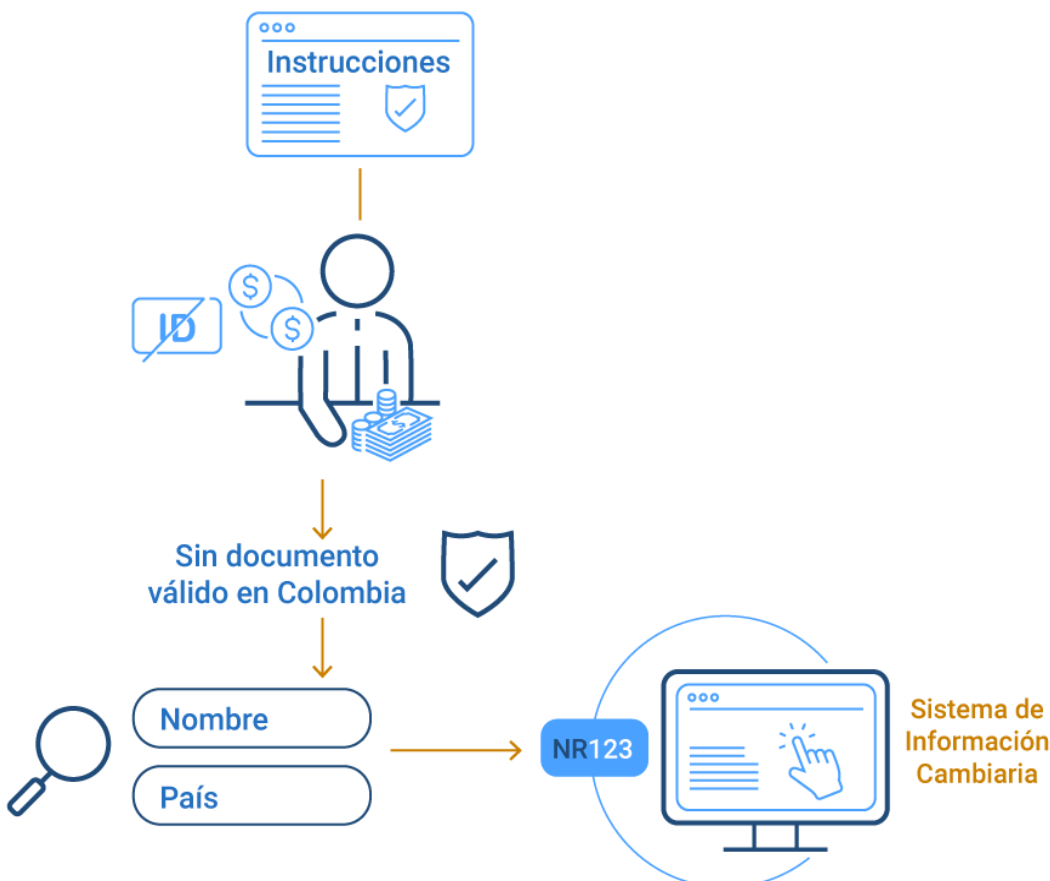 Instrucciones
ID
$
$
Sin documento
válido en Colombia
Nombre
País
NR123
Sistema de
Información
Cambiaria